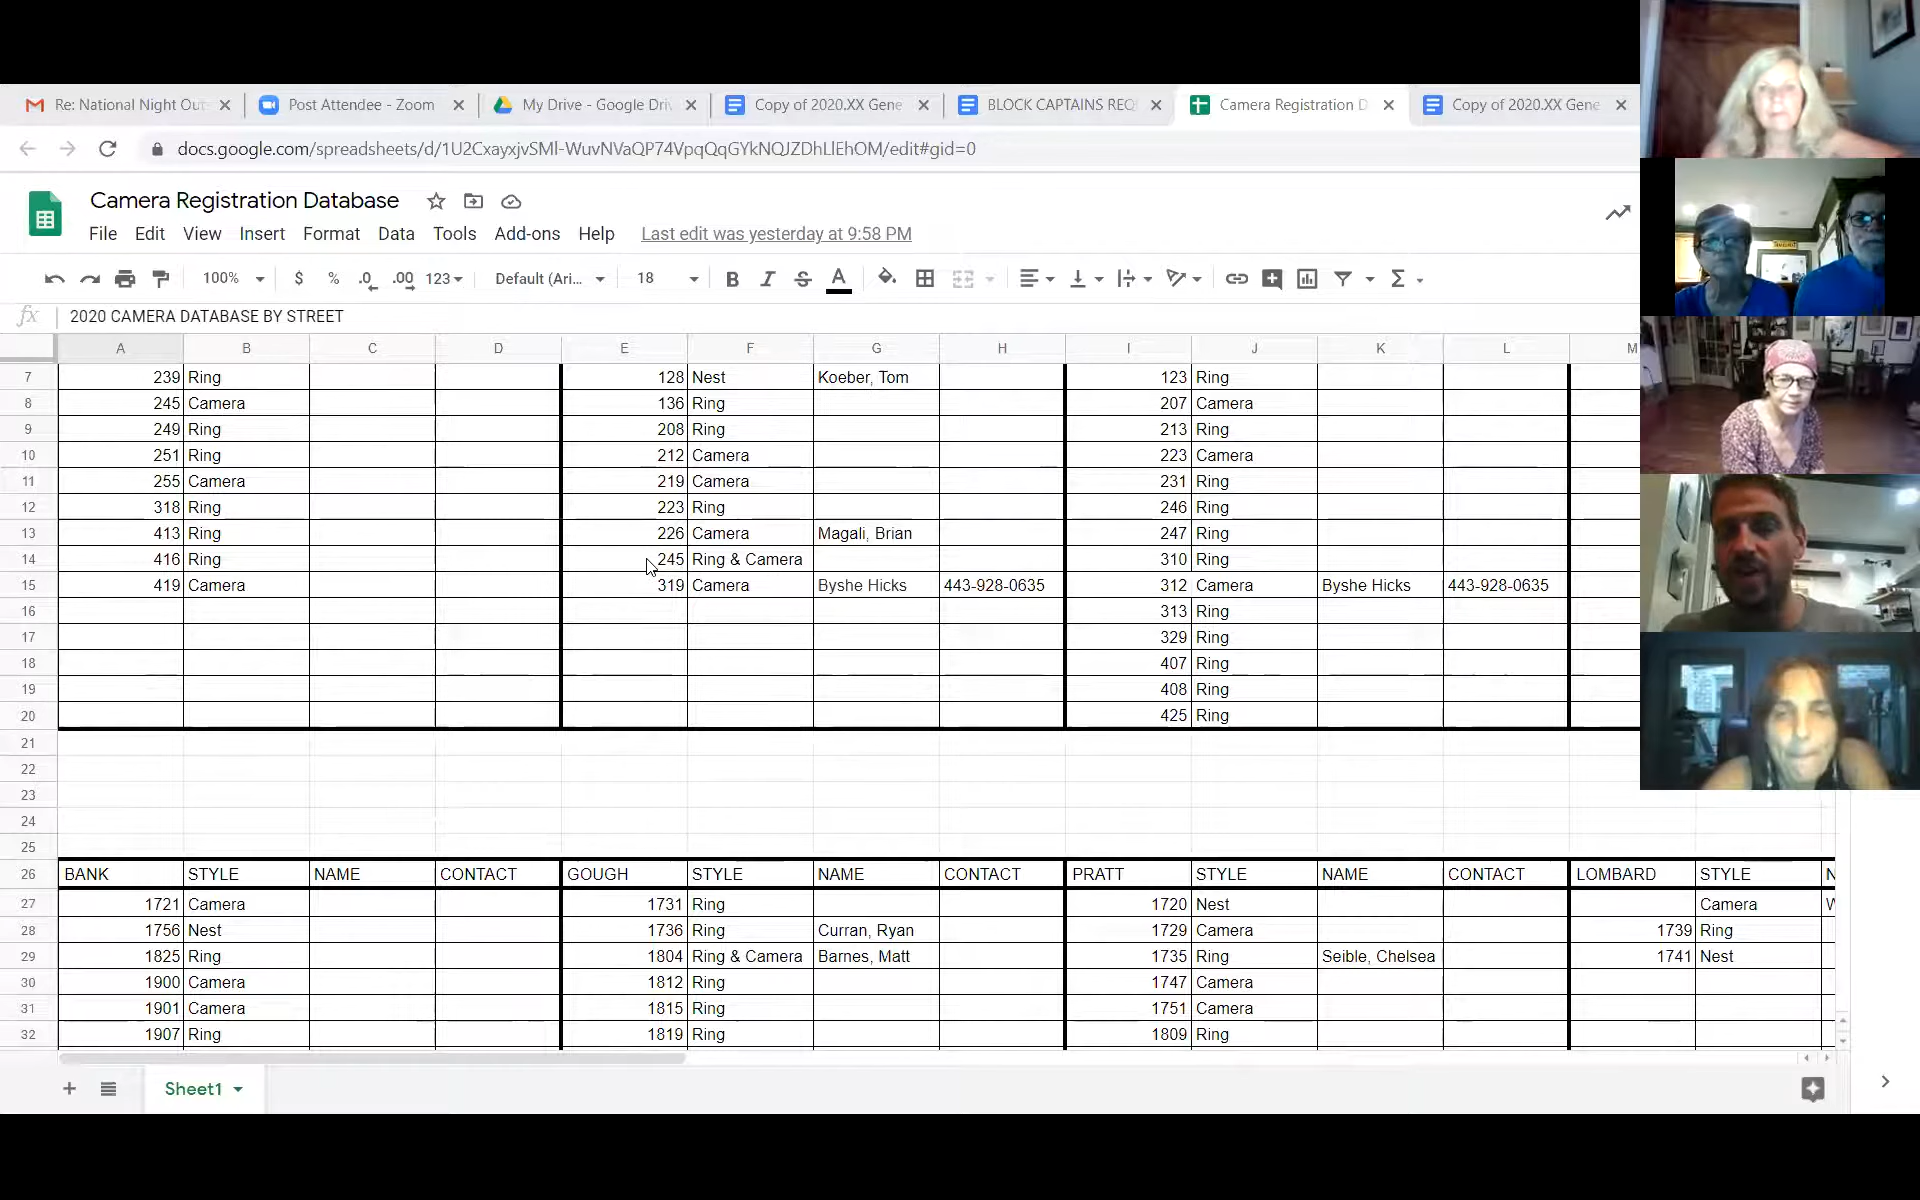 Re: National Night Out
Post Attendee - Zoom
My Drive - Google Dri
Copy of 2020.XX Gene
BLOCK CAPTAINS REQ
Camera Registration D
Copy of 2020.XX Gene
docs.google.com/spreadsheets/d/1U2CxayxjvSMl-WuvNVaQP74VpqQqGYkNQJZDhLlEhOM/edit#gid=0
Camera Registration Database
File Edit View Insert Format Data Tools Add-ons Help Last edit was yesterday at 9:58 PM
100% $ % .0 .00 123 Default (Ari... 18 B I S A
fx 2020 CAMERA DATABASE BY STREET
A B C D E F G H I J K L M
7 239 Ring 128 Nest Koeber, Tom 123 Ring
8 245 Camera 136 Ring 207 Camera
9 249 Ring 208 Ring 213 Ring
10 251 Ring 212 Camera 223 Camera
11 255 Camera 219 Camera 231 Ring
12 318 Ring 223 Ring 246 Ring
13 413 Ring 226 Camera Magali, Brian 247 Ring
14 416 Ring 245 Ring & Camera 310 Ring
15 419 Camera 319 Camera Byshe Hicks 443-928-0635 312 Camera Byshe Hicks 443-928-0635
16 313 Ring
17 329 Ring
18 407 Ring
19 408 Ring
20 425 Ring
21
22
23
24
25
26 BANK STYLE NAME CONTACT GOUGH STYLE NAME CONTACT PRATT STYLE NAME CONTACT LOMBARD STYLE N
27 1721 Camera 1731 Ring 1720 Nest Camera W
28 1756 Nest 1736 Ring Curran, Ryan 1729 Camera 1739 Ring
29 1825 Ring 1804 Ring & Camera Barnes, Matt 1735 Ring Seible, Chelsea 1741 Nest
30 1900 Camera 1812 Ring 1747 Camera
31 1901 Camera 1815 Ring 1751 Camera
32 1907 Ring 1819 Ring 1809 Ring
Sheet1